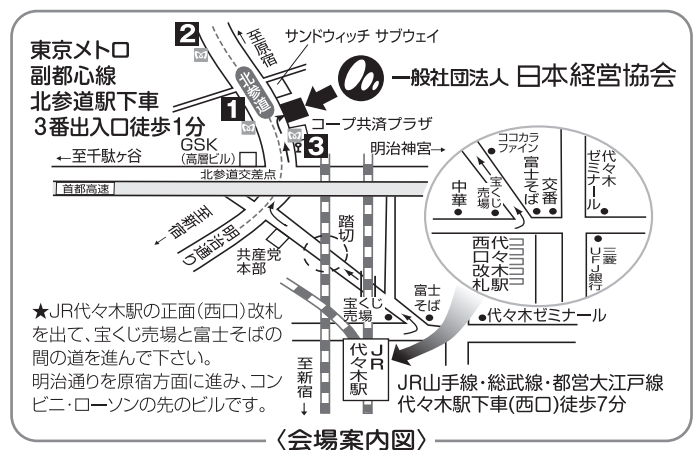 東京メトロ
副都心線
北参道駅下車
3番出入口徒歩1分
2
至原宿
サンドウィッチ サブウェイ
北参道
一般社団法人 日本経営協会
1
コープ共済プラザ
3
GSK
(高層ビル)
←至千駄ヶ谷
明治神宮→
北参道交差点
首都高速
至新宿
明治通り
共産党
本部
踏切
宝くじ
売場
富士
そば
代々木ゼミナール
ココカラ
ファイン
中華
宝くじ
売場
富士そば
交番
代々木
ゼミナール
代々木駅
西口改札
三菱
UFJ銀行
★JR代々木駅の正面(西口)改札
を出て、宝くじ売場と富士そばの
間の道を進んで下さい。
明治通りを原宿方面に進み、コン
ビニ・ローソンの先のビルです。
至新宿
↓
JR
代々木駅
JR山手線・総武線・都営大江戸線
代々木駅下車(西口)徒歩7分
〈会場案内図〉